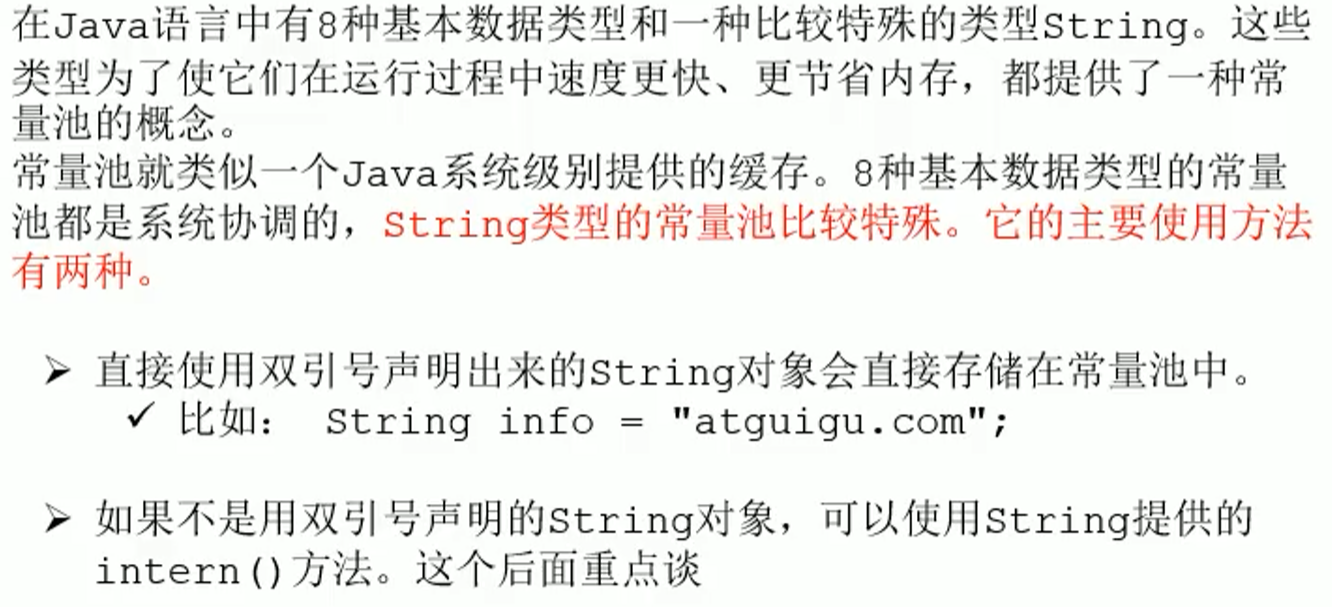 在Java语言中有8种基本数据类型和一种比较特殊的类型String。这些
类型为了使它们在运行过程中速度更快、更节省内存，都提供了一种常
量池的概念。
常量池就类似一个Java系统级别提供的缓存。8种基本数据类型的常量
池都是系统协调的，String类型的常量池比较特殊。它的主要使用方法
有两种。
➢ 直接使用双引号声明出来的String对象会直接存储在常量池中。
✓ 比如： String info = "atguigu.com";
➢ 如果不是用双引号声明的String对象，可以使用String提供的
intern()方法。这个后面重点谈